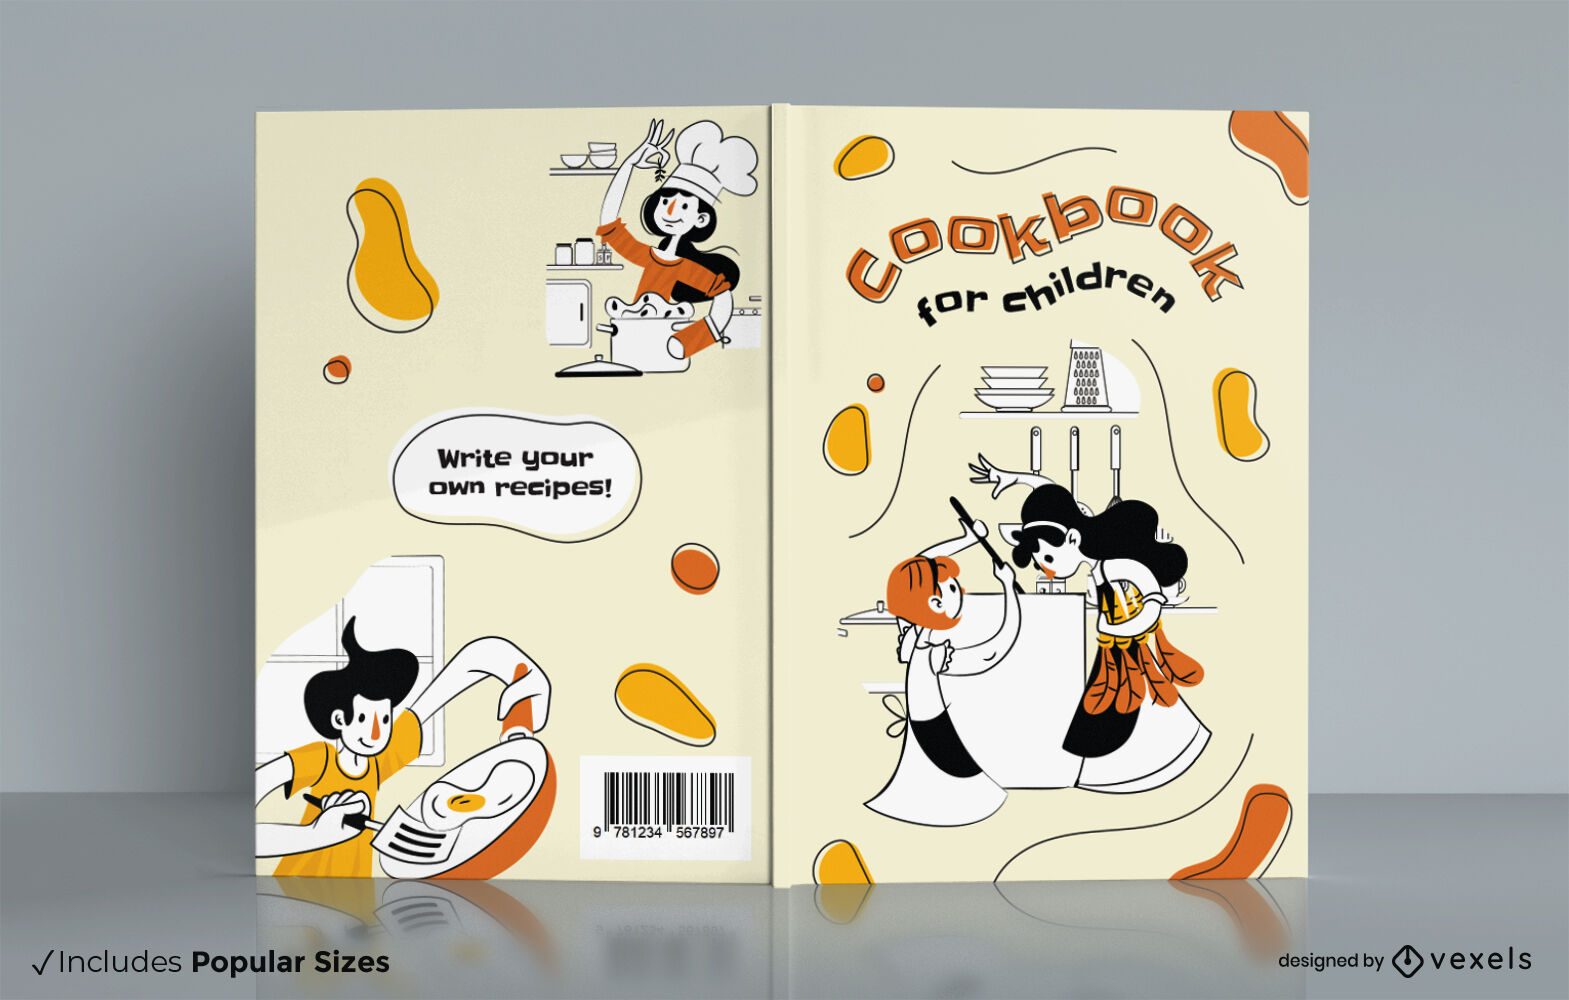 Cookbook
for children
Write your
own recipes!
9 781234 567897
✓Includes Popular Sizes
designed by vexels